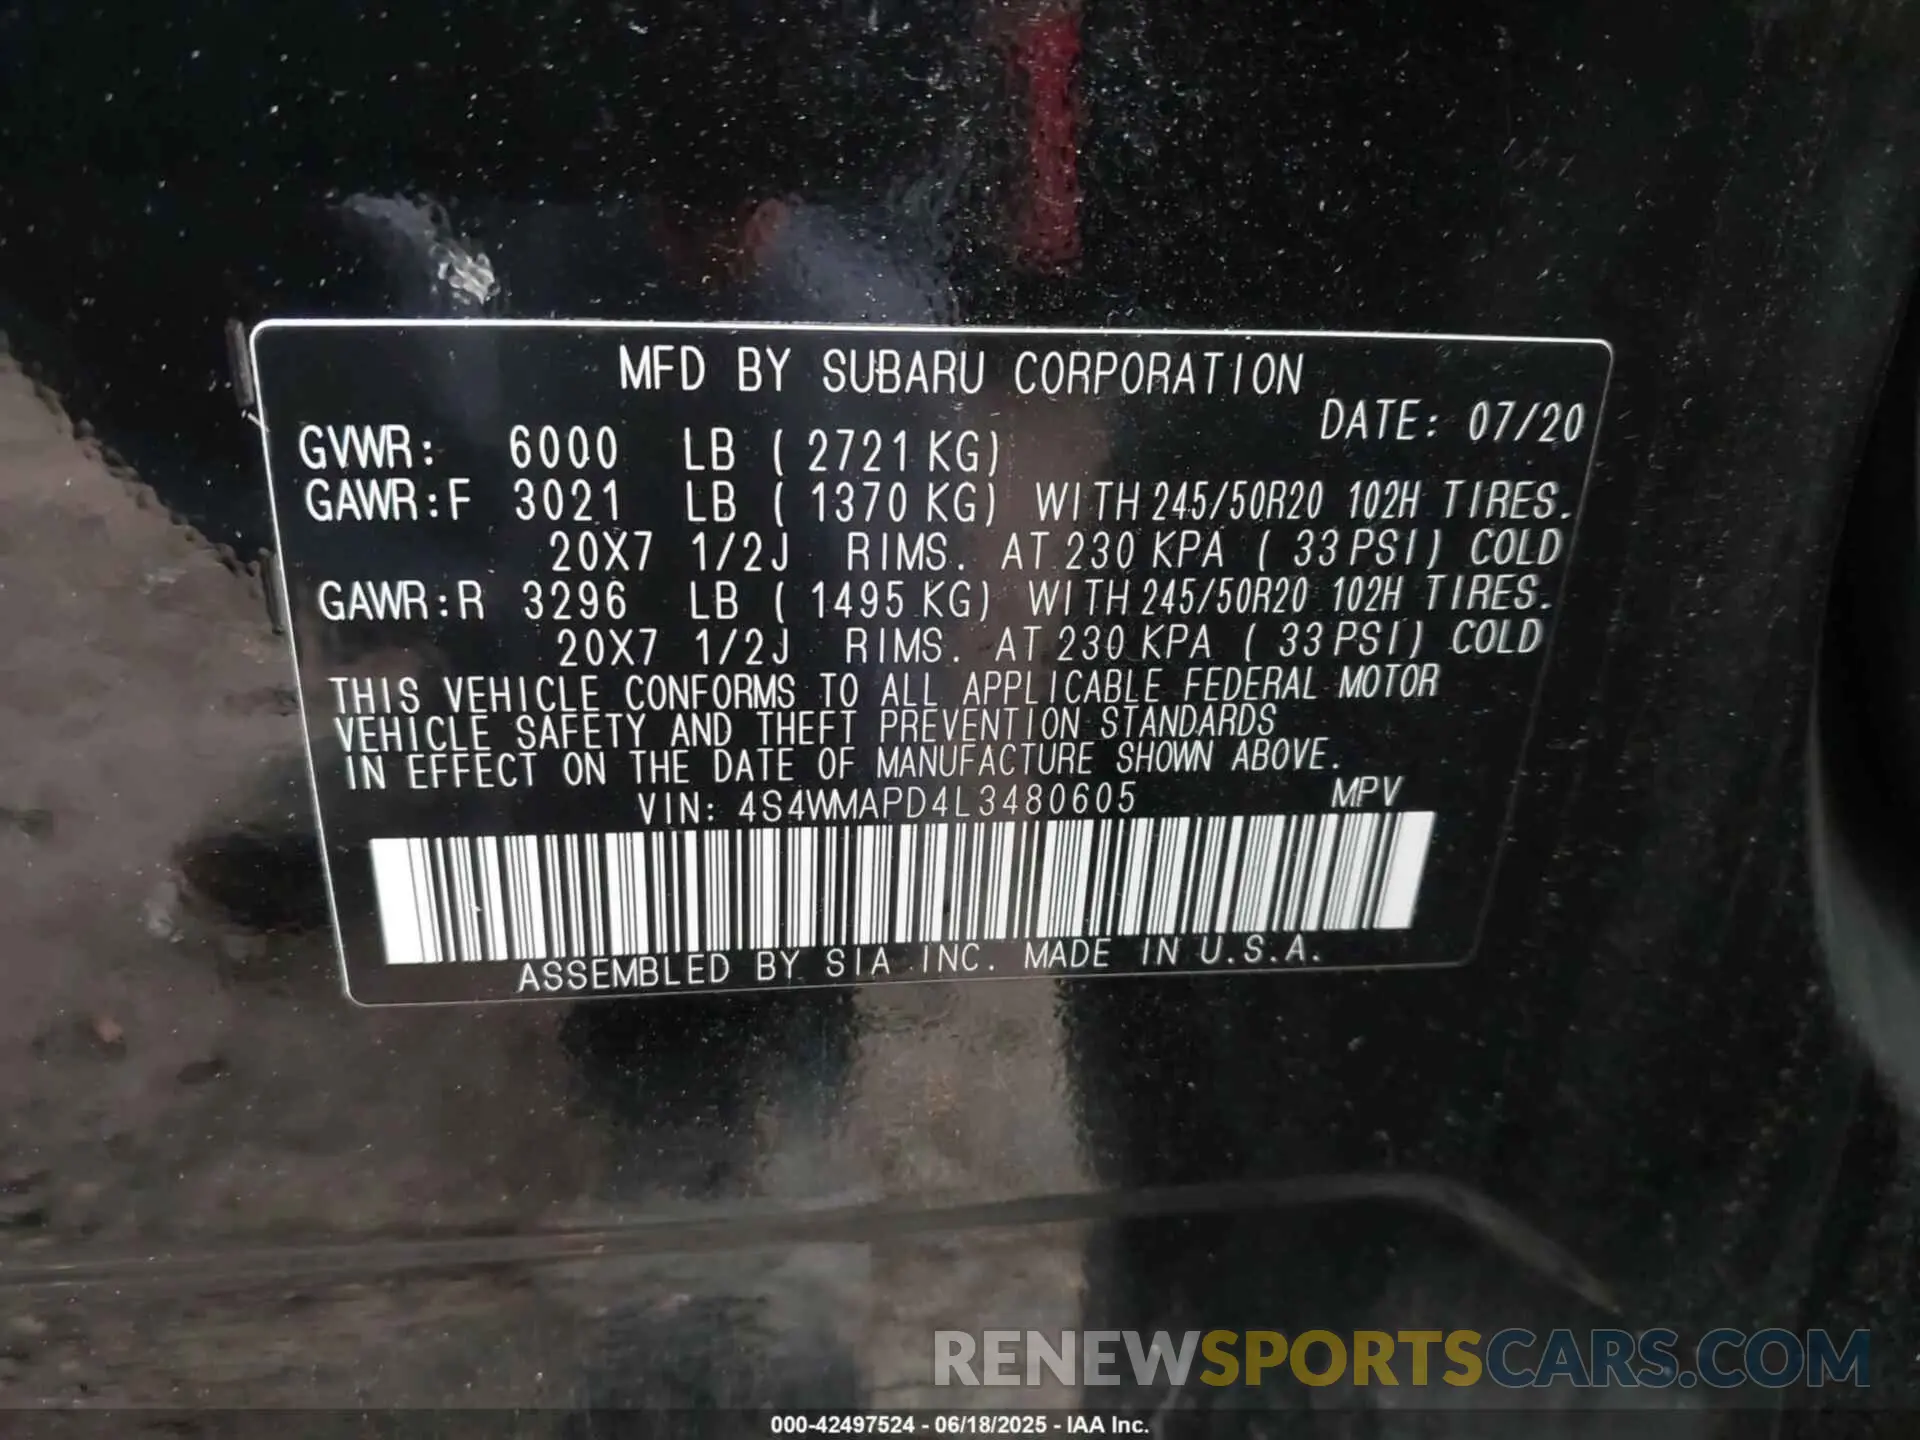 MFD BY SUBARU CORPORATION
DATE: 07/20
GVWR: 6000 LB ( 2721 KG)
GAWR:F 3021 LB ( 1370 KG) WITH 245/50R20 102H TIRES.
20X7 1/2J RIMS. AT 230 KPA ( 33 PSI) COLD
GAWR:R 3296 LB ( 1495 KG) WITH 245/50R20 102H TIRES.
20X7 1/2J RIMS. AT 230 KPA ( 33 PSI) COLD
THIS VEHICLE CONFORMS TO ALL APPLICABLE FEDERAL MOTOR
VEHICLE SAFETY AND THEFT PREVENTION STANDARDS
IN EFFECT ON THE DATE OF MANUFACTURE SHOWN ABOVE.
VIN: 4S4WMAPD4L3480605 MPV
ASSEMBLED BY SIA INC. MADE IN U.S.A.
RENEWSPORTSCARS.COM
000-42497524 - 06/18/2025 - IAA Inc.